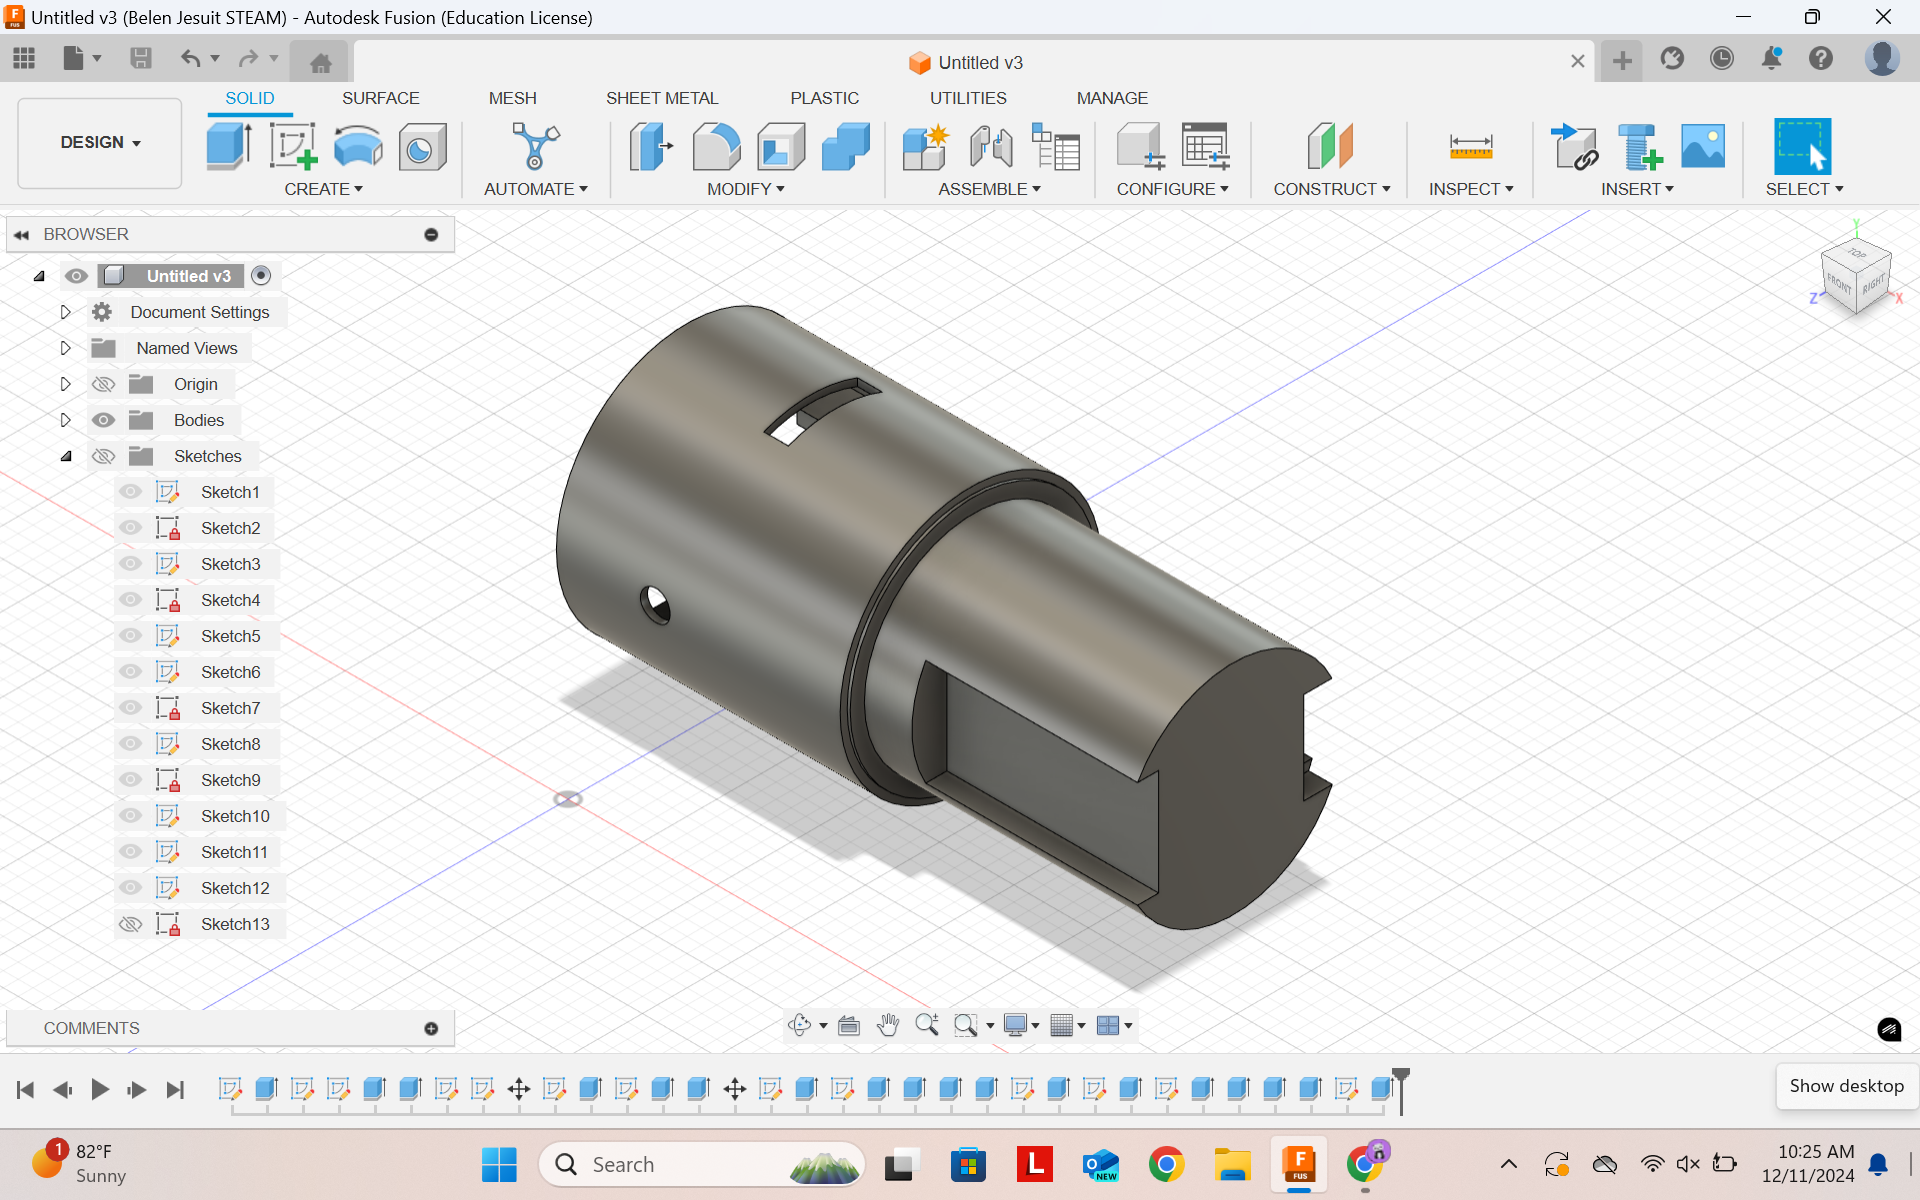 Untitled v3 (Belen Jesuit STEAM) - Autodesk Fusion (Education License)
Untitled v3
SOLID SURFACE MESH SHEET METAL PLASTIC UTILITIES MANAGE
DESIGN
CREATE AUTOMATE MODIFY ASSEMBLE CONFIGURE CONSTRUCT INSPECT INSERT SELECT
BROWSER
Untitled v3
Document Settings
Named Views
Origin
Bodies
Sketches
Sketch1
Sketch2
Sketch3
Sketch4
Sketch5
Sketch6
Sketch7
Sketch8
Sketch9
Sketch10
Sketch11
Sketch12
Sketch13
Y
TOP
FRONT RIGHT
Z X
COMMENTS
Show desktop
1 82°F
Sunny
Search
L
NEW
F
FUS
10:25 AM
12/11/2024